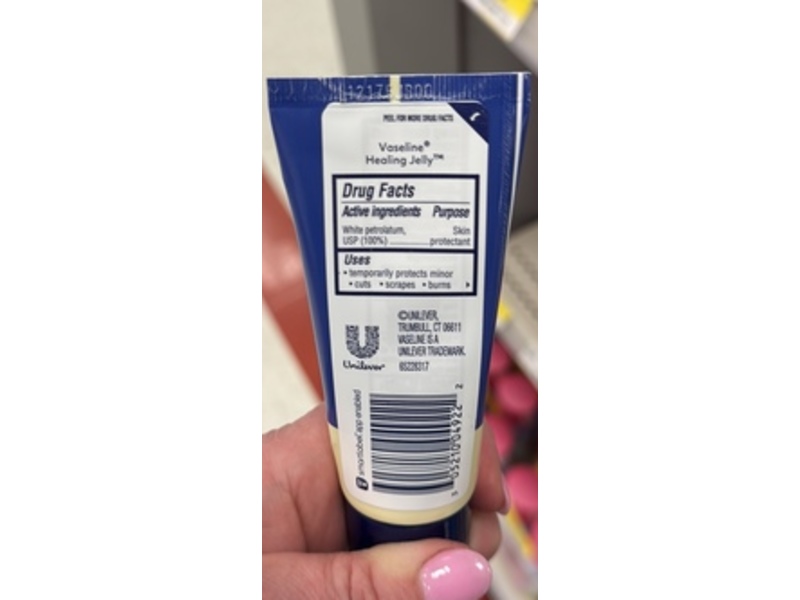 PEEL FOR MORE DRUG FACTS
Vaseline®
Healing Jelly™
Drug Facts
Active ingredients Purpose
White petrolatum, Skin
USP (100%) protectant
Uses
• temporarily protects minor
• cuts • scrapes • burns
©UNILEVER,
TRUMBULL, CT 06611
VASELINE IS A
UNILEVER TRADEMARK.
Unilever
smartlabel app enabled